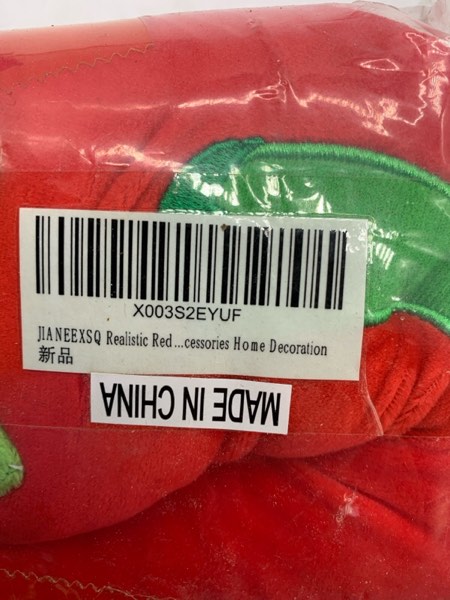 X003S2EYUF
JIANEEXSQ Realistic Red...cessories Home Decoration
新品
MADE IN CHINA